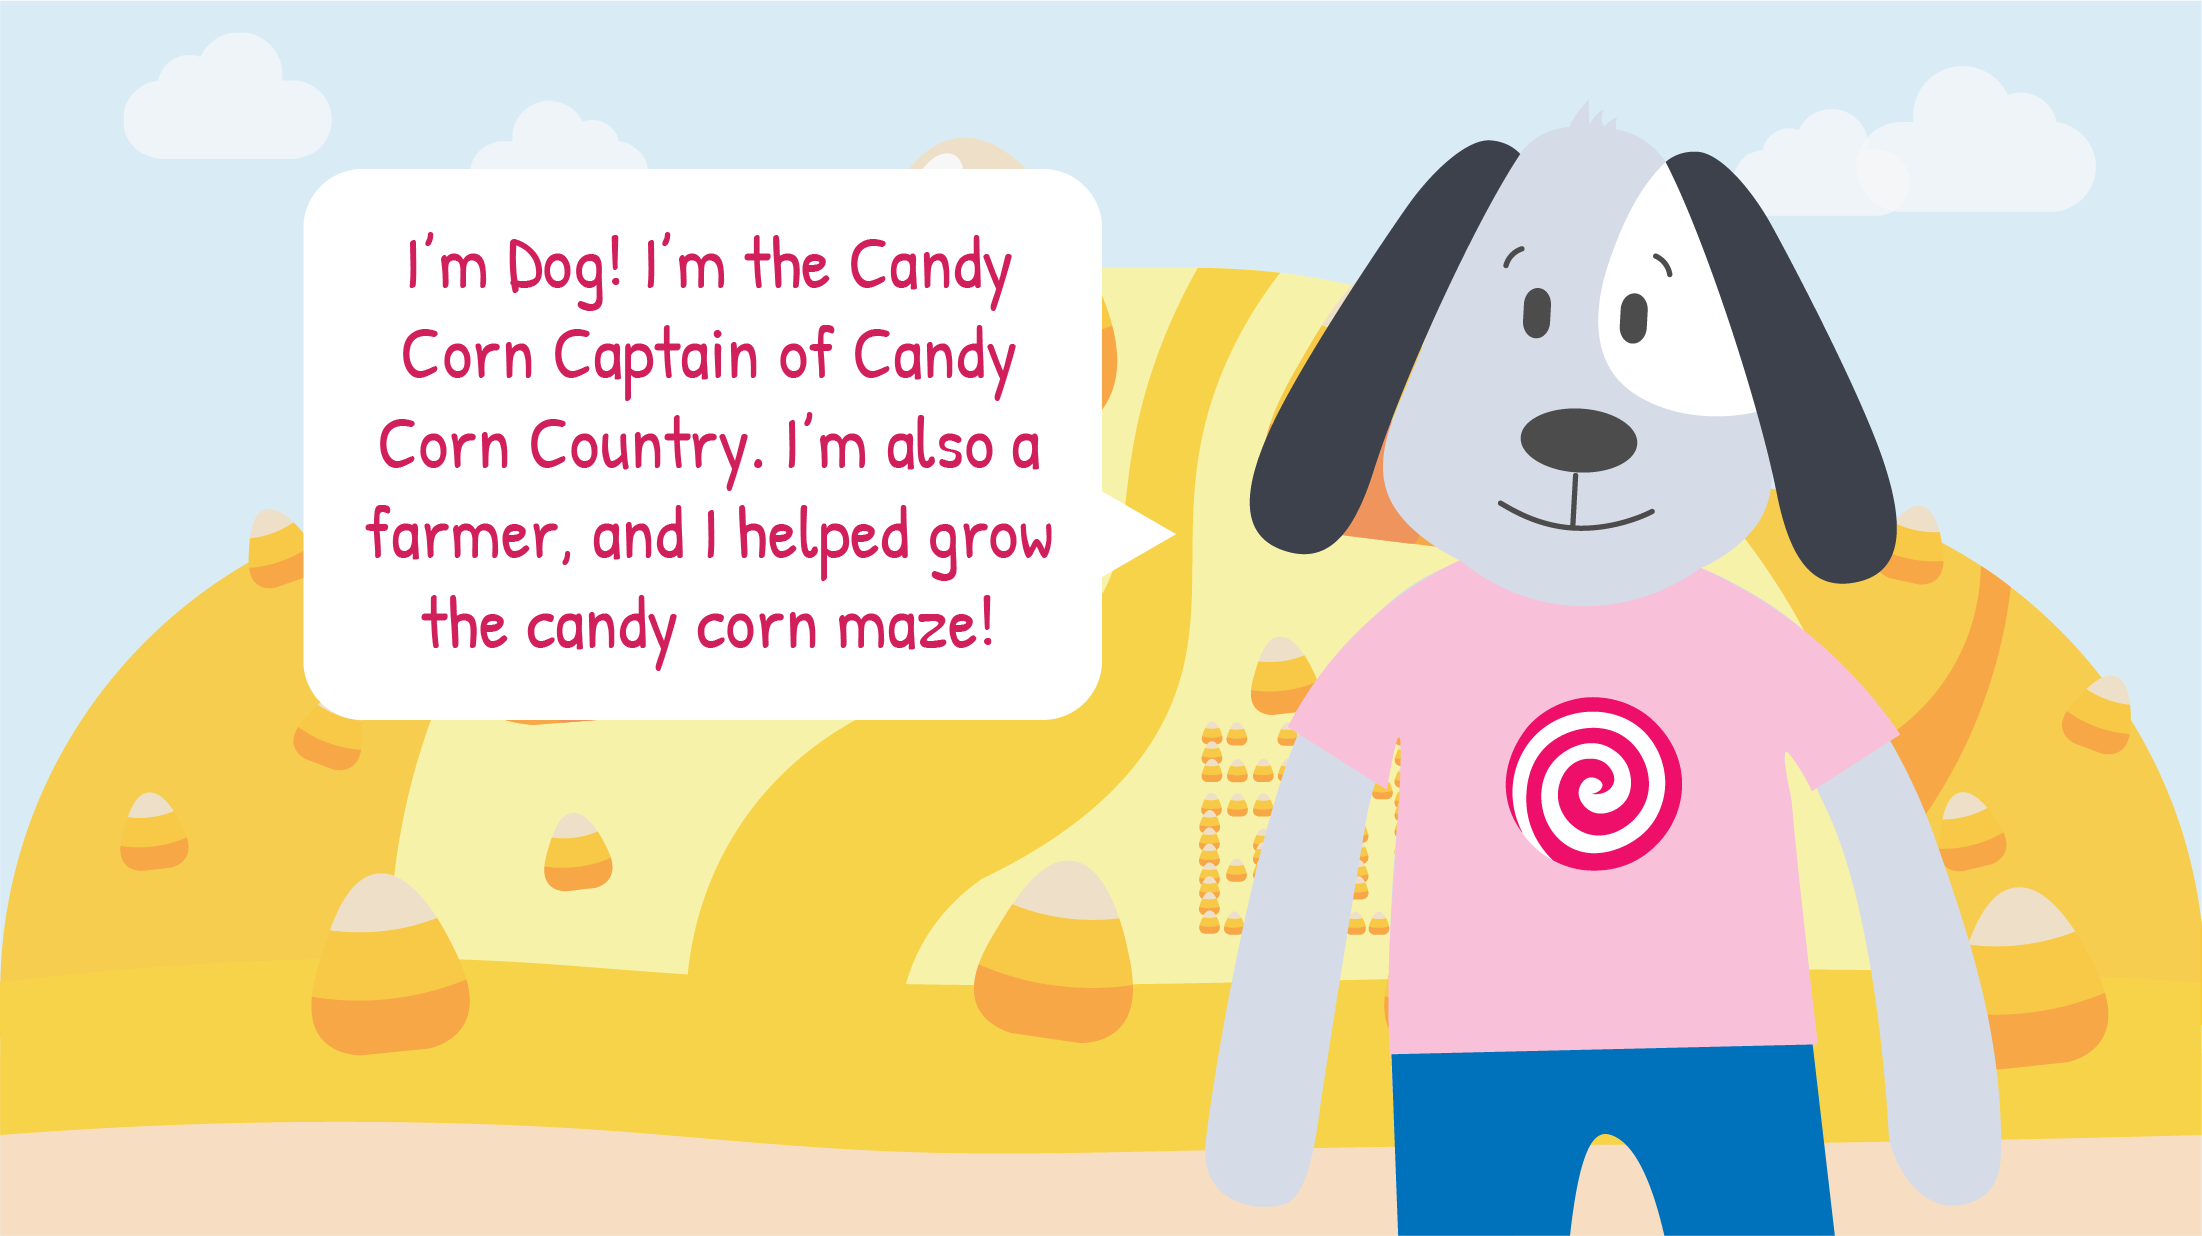 I'm Dog! I'm the Candy
Corn Captain of Candy
Corn Country. I'm also a
farmer, and I helped grow
the candy corn maze!